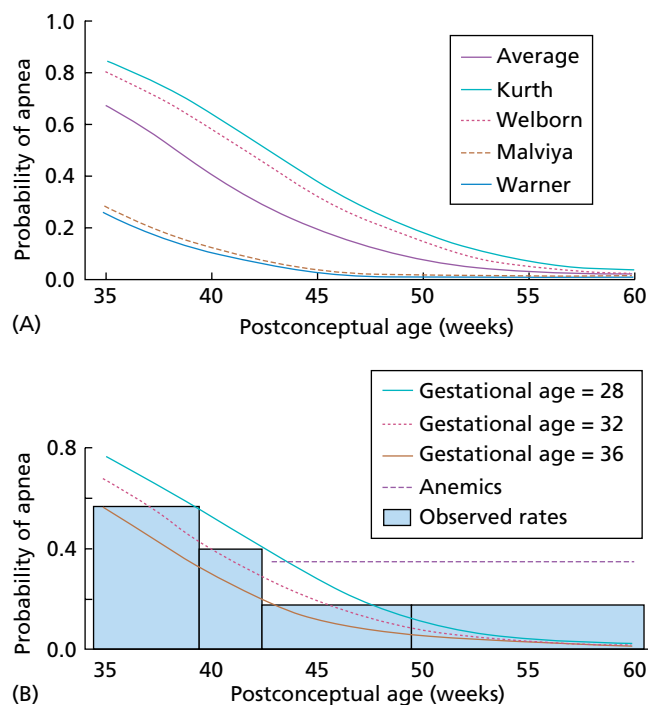 1.0
0.8
0.6
0.4
0.2
0.0
Probability of apnea
Average
Kurth
Welborn
Malviya
Warner
35 40 45 50 55 60
(A)
Postconceptual age (weeks)
Gestational age = 28
Gestational age = 32
Gestational age = 36
Anemics
Observed rates
0.8
0.4
0.0
Probability of apnea
35 40 45 50 55 60
(B)
Postconceptual age (weeks)